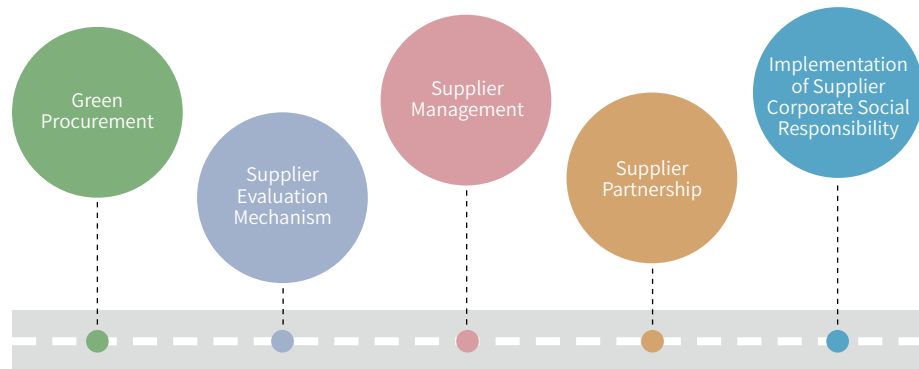 Green
Procurement
Supplier
Evaluation
Mechanism
Supplier
Management
Supplier
Partnership
Implementation
of Supplier
Corporate Social
Responsibility